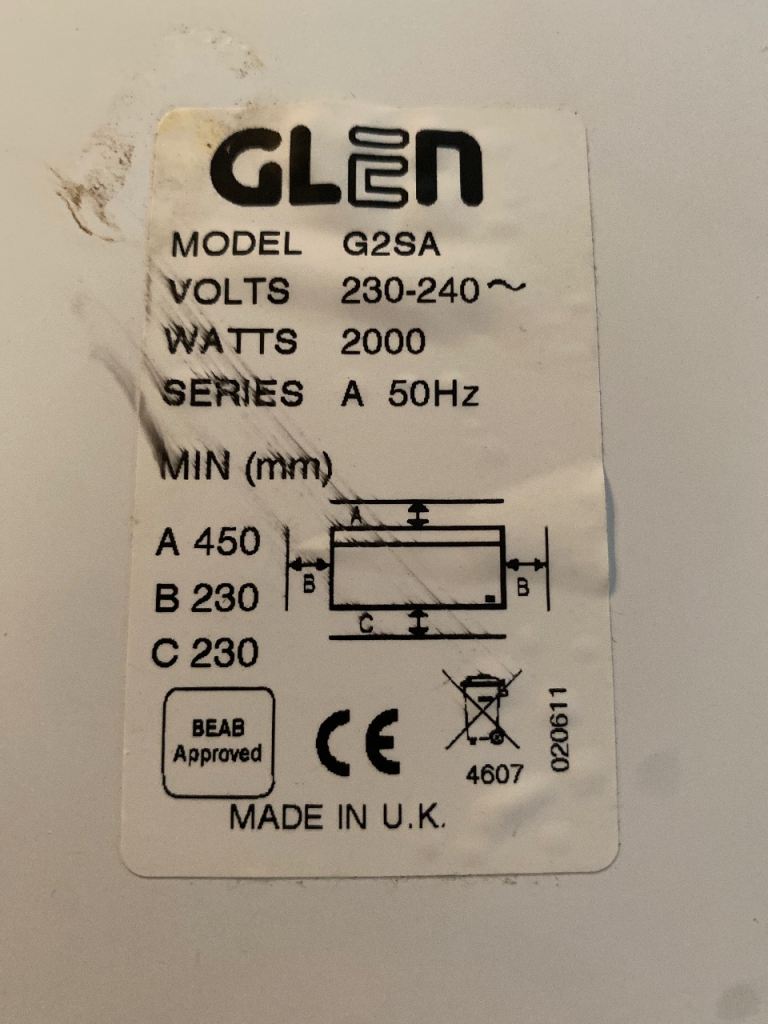 GLEN
MODEL G2SA
VOLTS 230-240~
WATTS 2000
SERIES A 50Hz
MIN (mm)
A 450
B 230
C 230
A
B
B
C
BEAB
Approved
CE
4607
020611
MADE IN U.K.